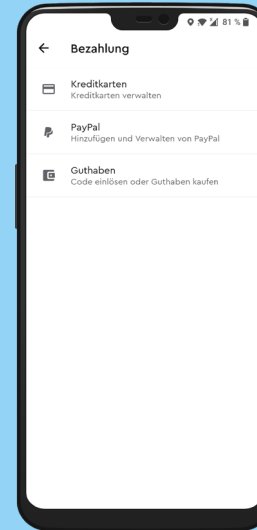 81 %
Bezahlung
Kreditkarten
Kreditkarten verwalten
PayPal
Hinzufügen und Verwalten von PayPal
Guthaben
Code einlösen oder Guthaben kaufen